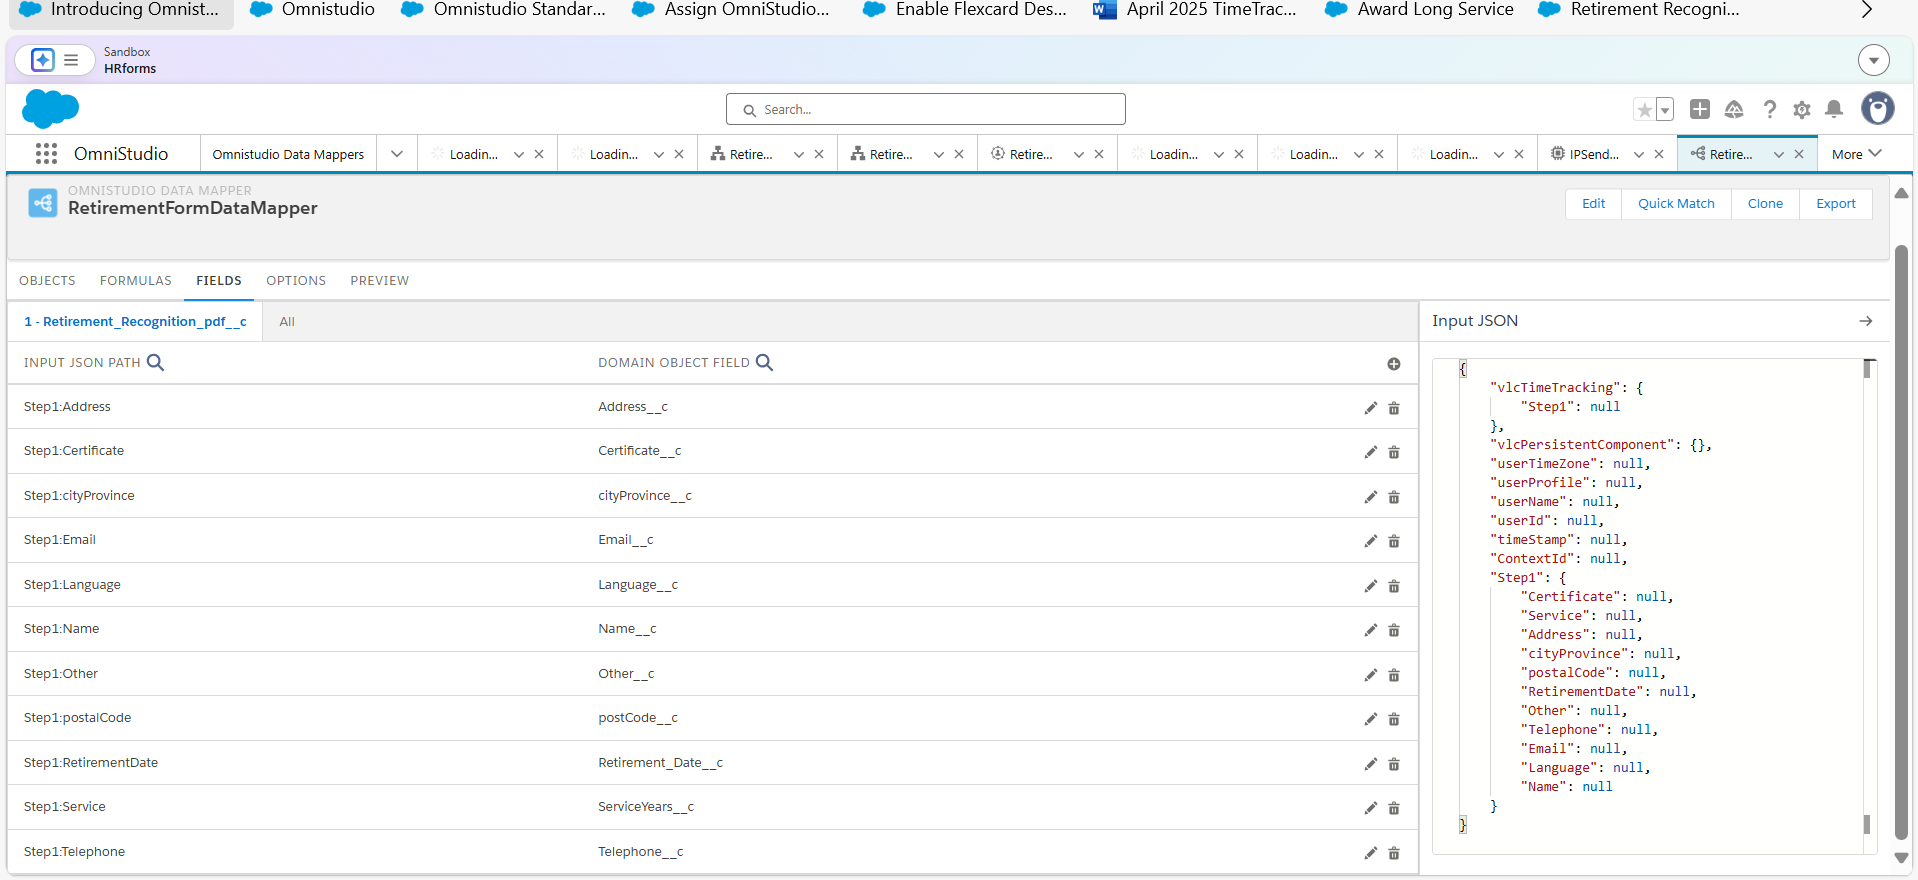 Introducing Omnist...
Omnistudio
Omnistudio Standar...
Assign OmniStudio...
Enable Flexcard Des...
April 2025 TimeTrac...
Award Long Service
Retirement Recogni...
Sandbox
HRforms
Search...
OmniStudio
Omnistudio Data Mappers
Loadin...
Loadin...
Retire...
Retire...
Retire...
Loadin...
Loadin...
Loadin...
IPSend...
Retire...
More
OMNISTUDIO DATA MAPPER
RetirementFormDataMapper
Edit
Quick Match
Clone
Export
OBJECTS
FORMULAS
FIELDS
OPTIONS
PREVIEW
1 - Retirement_Recognition_pdf__c
All
INPUT JSON PATH
DOMAIN OBJECT FIELD
Step1:Address
Address__c
Step1:Certificate
Certificate__c
Step1:cityProvince
cityProvince__c
Step1:Email
Email__c
Step1:Language
Language__c
Step1:Name
Name__c
Step1:Other
Other__c
Step1:postalCode
postCode__c
Step1:RetirementDate
Retirement_Date__c
Step1:Service
ServiceYears__c
Step1:Telephone
Telephone__c
Input JSON
{
"vlcTimeTracking": {
"Step1": null
},
"vlcPersistentComponent": {},
"userTimeZone": null,
"userProfile": null,
"userName": null,
"userId": null,
"timeStamp": null,
"ContextId": null,
"Step1": {
"Certificate": null,
"Service": null,
"Address": null,
"cityProvince": null,
"postalCode": null,
"RetirementDate": null,
"Other": null,
"Telephone": null,
"Email": null,
"Language": null,
"Name": null
}
}